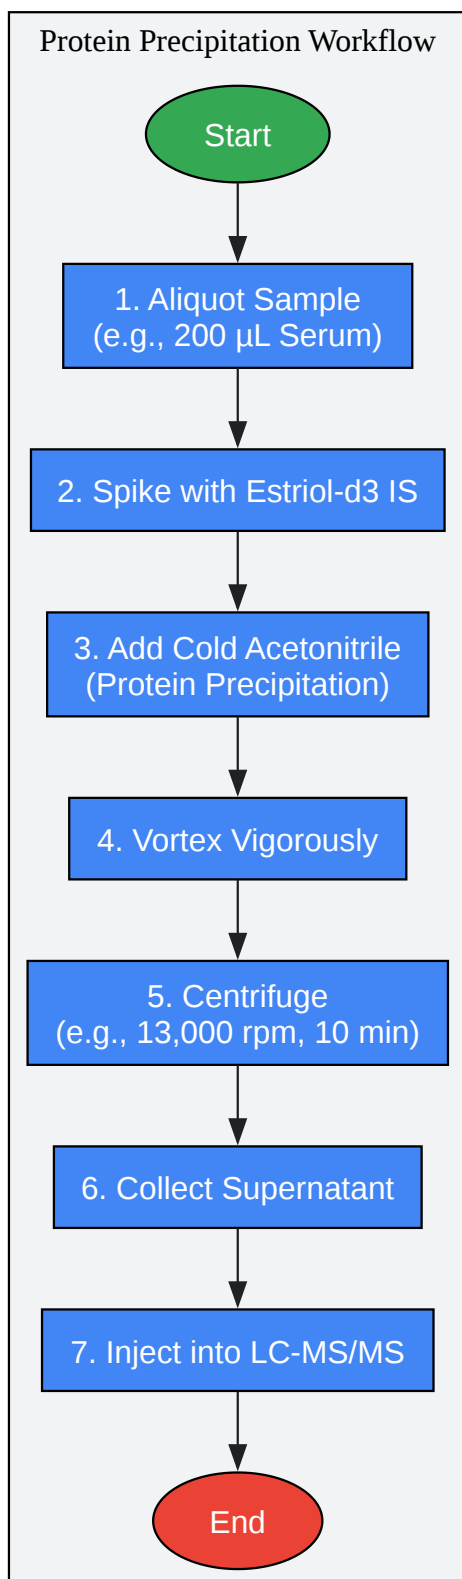 Protein Precipitation Workflow
Start
1. Aliquot Sample
(e.g., 200 µL Serum)
2. Spike with Estriol-d3 IS
3. Add Cold Acetonitrile
(Protein Precipitation)
4. Vortex Vigorously
5. Centrifuge
(e.g., 13,000 rpm, 10 min)
6. Collect Supernatant
7. Inject into LC-MS/MS
End